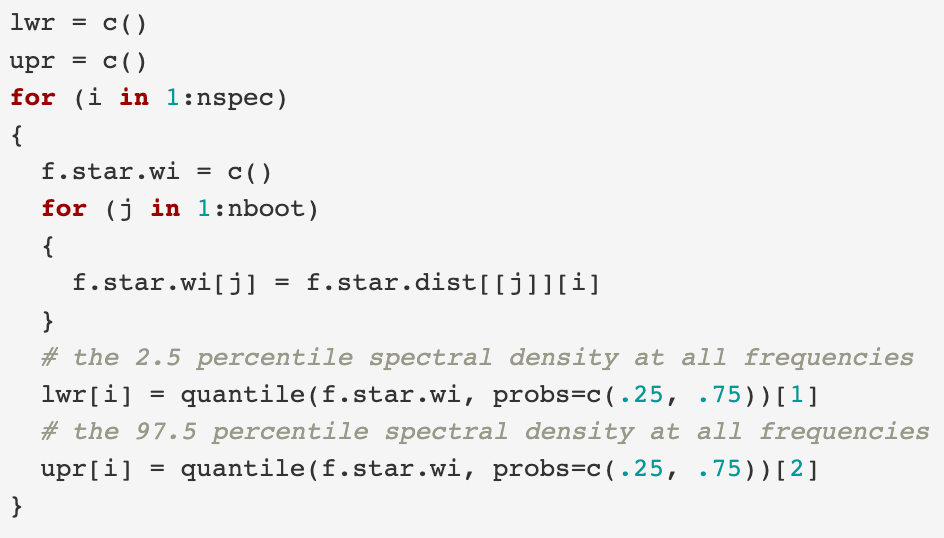 lwr = c()
upr = c()
for (i in 1:nspec)
{
  f.star.wi = c()
  for (j in 1:nboot)
  {
    f.star.wi[j] = f.star.dist[[j]][i]
  }
  # the 2.5 percentile spectral density at all frequencies
  lwr[i] = quantile(f.star.wi, probs=c(.25, .75))[1]
  # the 97.5 percentile spectral density at all frequencies
  upr[i] = quantile(f.star.wi, probs=c(.25, .75))[2]
}